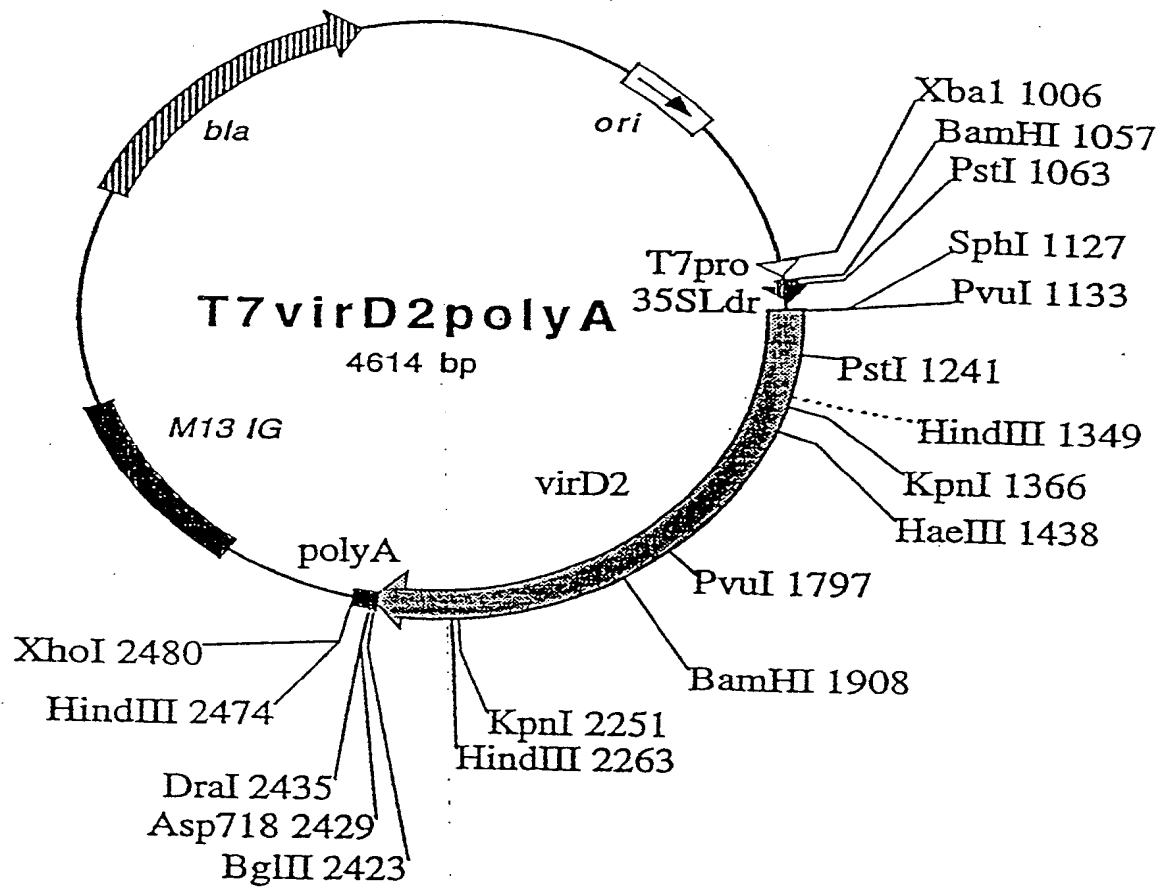 bla
ori
Xba1 1006
BamHI 1057
PstI 1063
SphI 1127
T7pro
35SLdr
PvuI 1133
T7virD2polyA
4614 bp
PstI 1241
HindIII 1349
M13 IG
KpnI 1366
virD2
HaeIII 1438
polyA
PvuI 1797
XhoI 2480
BamHI 1908
HindIII 2474
KpnI 2251
HindIII 2263
DraI 2435
Asp718 2429
BglII 2423